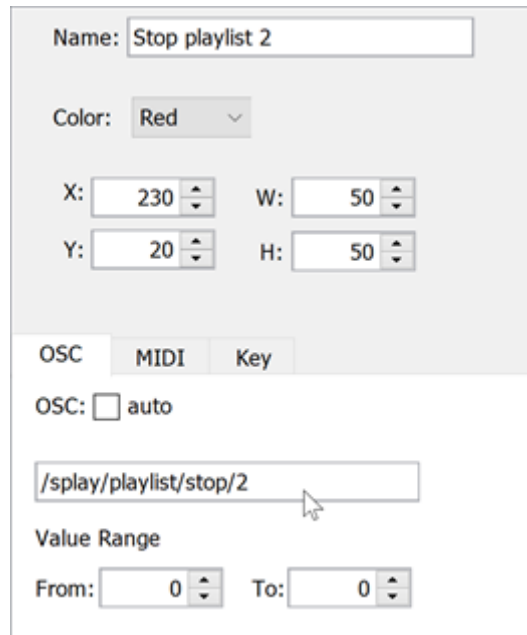 Name: Stop playlist 2
Color: Red
X: 230 W: 50
Y: 20 H: 50
OSC MIDI Key
OSC: auto
/splay/playlist/stop/2
Value Range
From: 0 To: 0